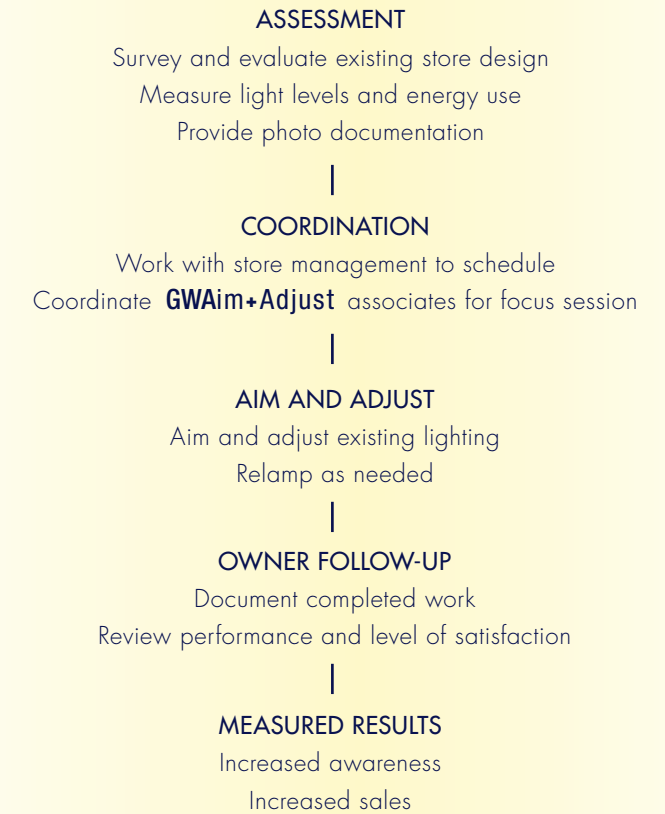 ASSESSMENT
Survey and evaluate existing store design
Measure light levels and energy use
Provide photo documentation
COORDINATION
Work with store management to schedule
Coordinate GWAim+Adjust associates for focus session
AIM AND ADJUST
Aim and adjust existing lighting
Relamp as needed
OWNER FOLLOW-UP
Document completed work
Review performance and level of satisfaction
MEASURED RESULTS
Increased awareness
Increased sales